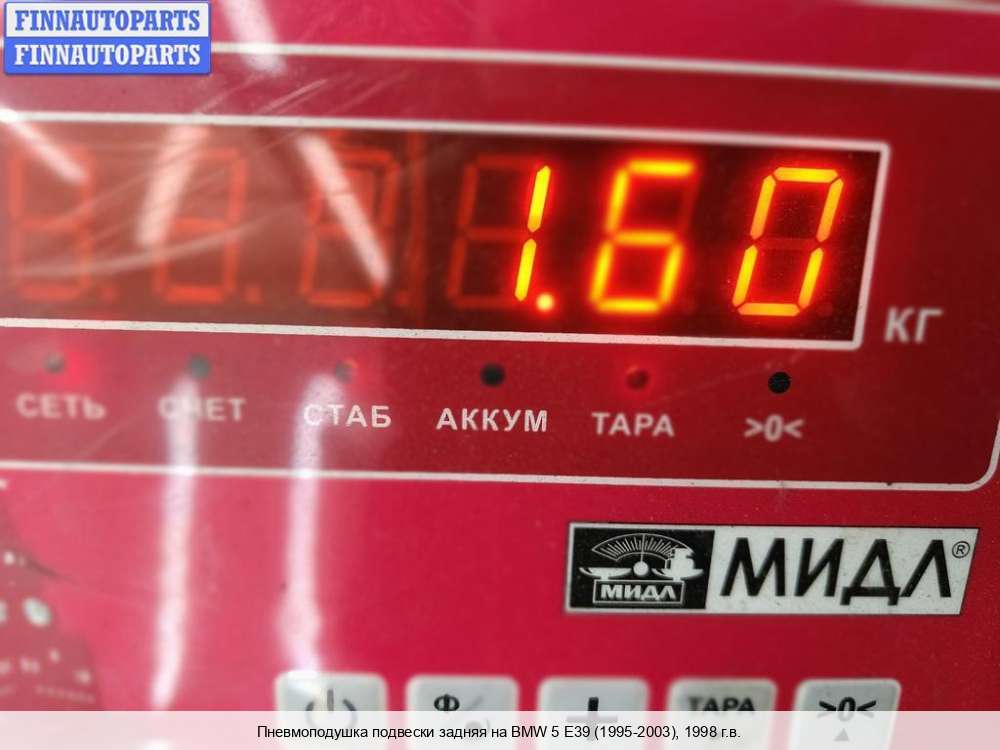 FINNAUTOPARTS
FINNAUTOPARTS
1.60
КГ
СЕТЬ СЧЕТ СТАБ АККУМ ТАРА >0<
МИДЛ МИДЛ®
Ф
ТАРА >0<
Пневмоподушка подвески задняя на BMW 5 E39 (1995-2003), 1998 г.в.